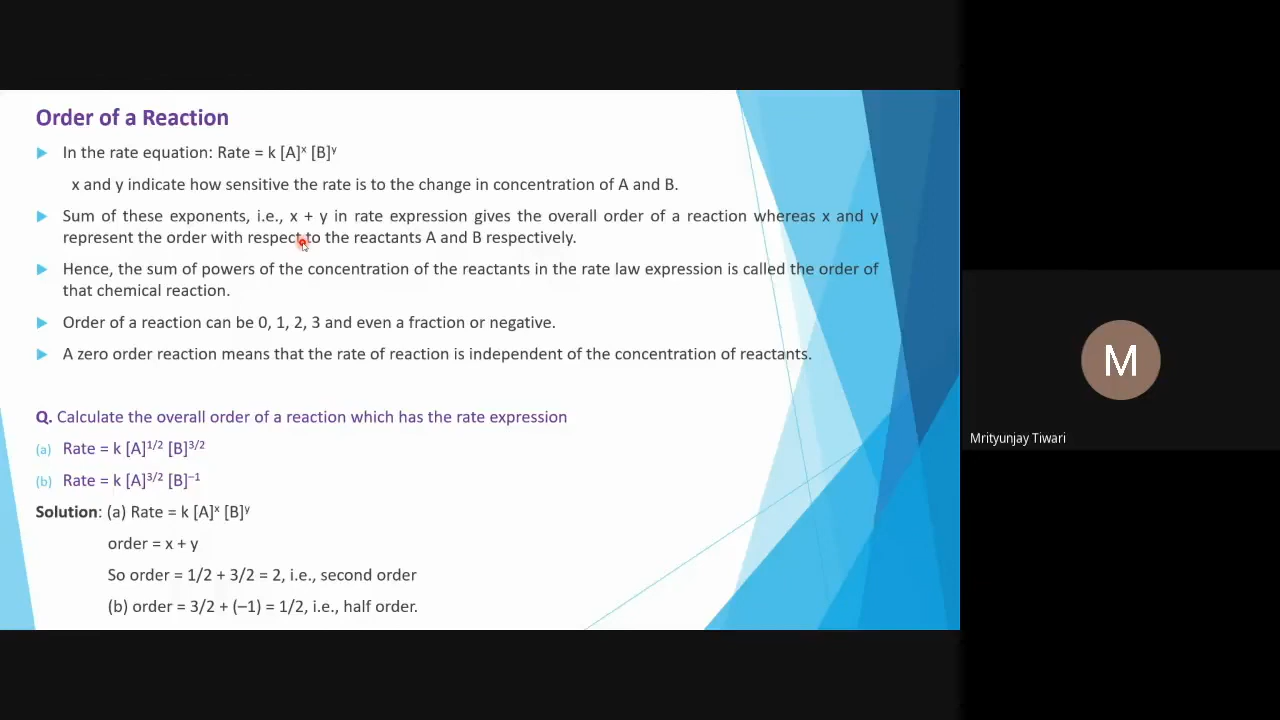 Order of a Reaction
In the rate equation: Rate = k [A]ˣ [B]ʸ
x and y indicate how sensitive the rate is to the change in concentration of A and B.
Sum of these exponents, i.e., x + y in rate expression gives the overall order of a reaction whereas x and y
represent the order with respect to the reactants A and B respectively.
Hence, the sum of powers of the concentration of the reactants in the rate law expression is called the order of
that chemical reaction.
Order of a reaction can be 0, 1, 2, 3 and even a fraction or negative.
A zero order reaction means that the rate of reaction is independent of the concentration of reactants.
Q. Calculate the overall order of a reaction which has the rate expression
(a) Rate = k [A]^1/2 [B]^3/2
(b) Rate = k [A]^3/2 [B]^–1
Solution: (a) Rate = k [A]ˣ [B]ʸ
order = x + y
So order = 1/2 + 3/2 = 2, i.e., second order
(b) order = 3/2 + (–1) = 1/2, i.e., half order.
M
Mrityunjay Tiwari